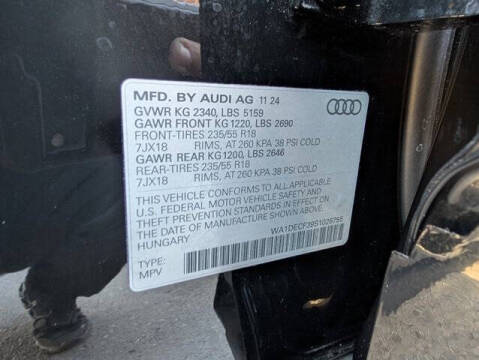 MFD. BY AUDI AG 11 24
GVWR KG 2340, LBS 5159
GAWR FRONT KG 1220, LBS 2690
FRONT-TIRES 235/55 R18
7JX18 RIMS, AT 260 KPA 38 PSI COLD
GAWR REAR KG1200, LBS 2646
REAR-TIRES 235/55 R18
7JX18 RIMS, AT 260 KPA 38 PSI COLD
THIS VEHICLE CONFORMS TO ALL APPLICABLE
U.S. FEDERAL MOTOR VEHICLE SAFETY AND
THEFT PREVENTION STANDARDS IN EFFECT ON
THE DATE OF MANUFACTURE SHOWN ABOVE.
HUNGARY
TYPE:
MPV